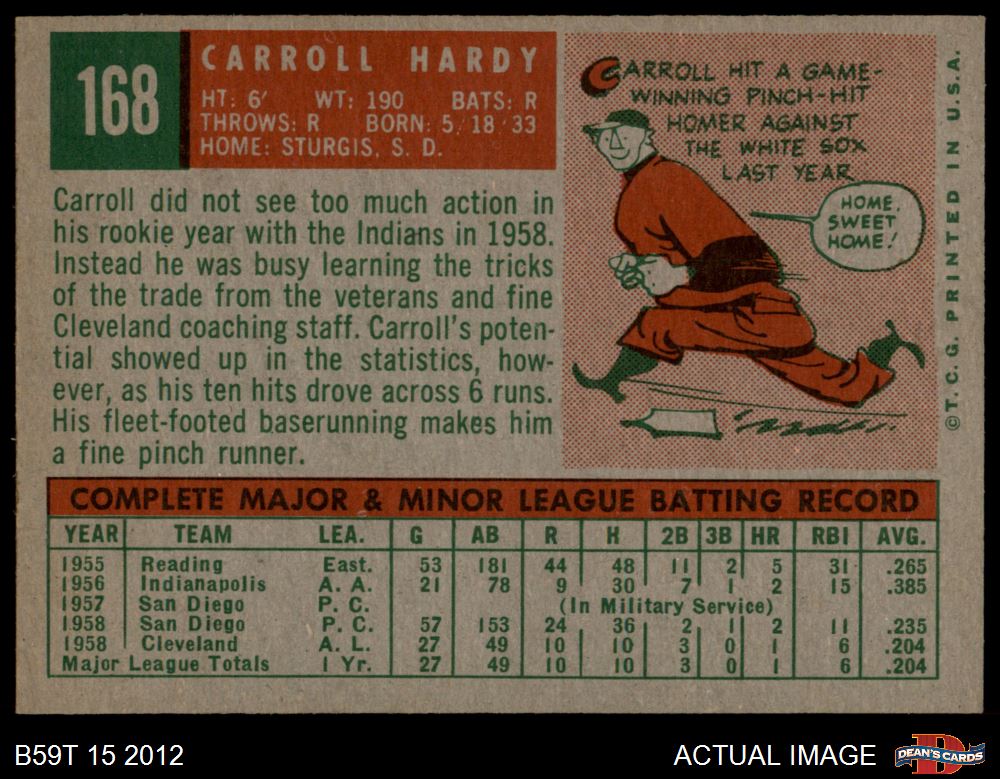 168
CARROLL HARDY
HT: 6' WT: 190 BATS: R
THROWS: R BORN: 5/18/33
HOME: STURGIS, S. D.
Carroll did not see too much action in
his rookie year with the Indians in 1958.
Instead he was busy learning the tricks
of the trade from the veterans and fine
Cleveland coaching staff. Carroll's poten-
tial showed up in the statistics, how-
ever, as his ten hits drove across 6 runs.
His fleet-footed baserunning makes him
a fine pinch runner.
CARROLL HIT A GAME-
WINNING PINCH-HIT
HOMER AGAINST
THE WHITE SOX
LAST YEAR
HOME,
SWEET
HOME!
©T.C.G. PRINTED IN U.S.A.
COMPLETE MAJOR & MINOR LEAGUE BATTING RECORD
YEAR TEAM LEA. G AB R H 2B 3B HR RBI AVG.
1955 Reading East. 53 181 44 48 11 2 5 31 .265
1956 Indianapolis A. A. 21 78 9 30 7 1 2 15 .385
1957 San Diego P. C. (In Military Service)
1958 San Diego P. C. 57 153 24 36 2 1 2 11 .235
1958 Cleveland A. L. 27 49 10 10 3 0 1 6 .204
Major League Totals 1 Yr. 27 49 10 10 3 0 1 6 .204
B59T 15 2012
ACTUAL IMAGE
DEAN'S CARDS